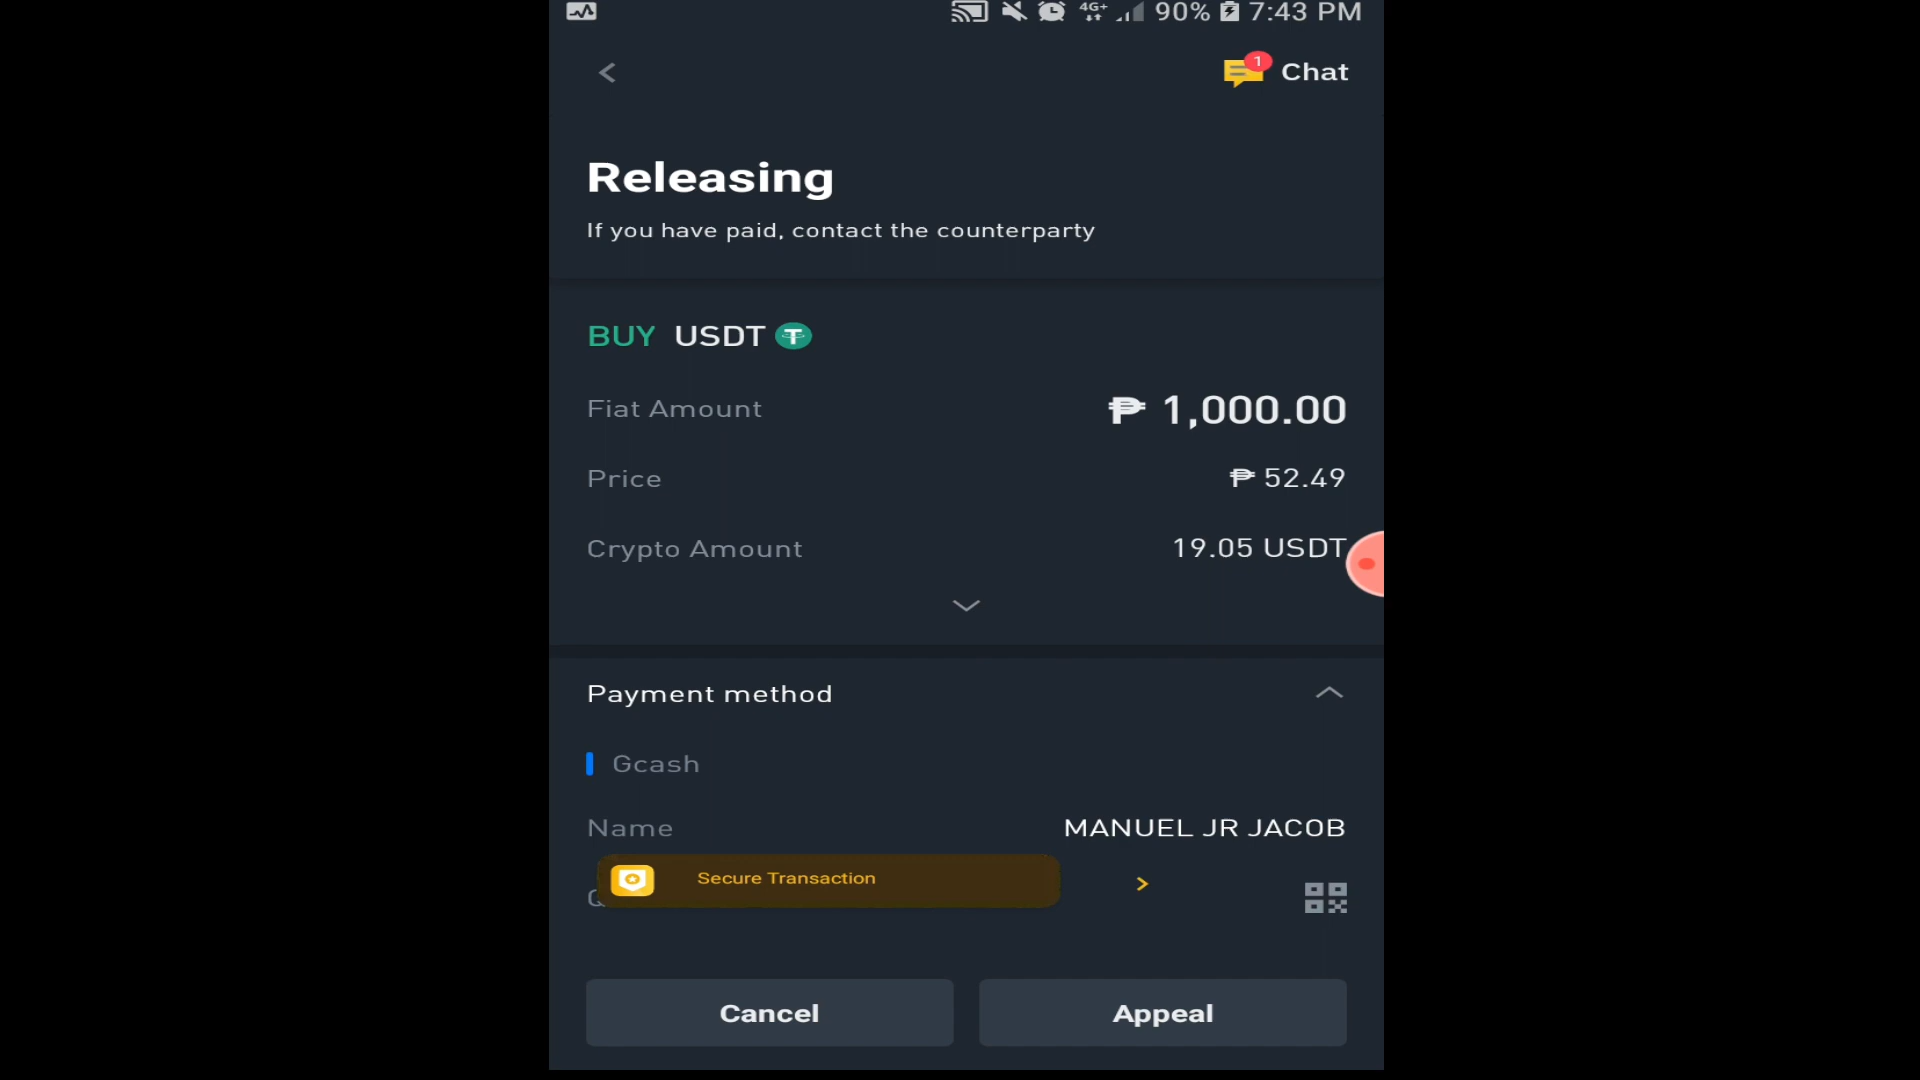 4G+ 90% 7:43 PM
1 Chat
Releasing
If you have paid, contact the counterparty
BUY USDT
Fiat Amount ₱ 1,000.00
Price ₱ 52.49
Crypto Amount 19.05 USDT
Payment method
Gcash
Name MANUEL JR JACOB
Secure Transaction
Cancel Appeal